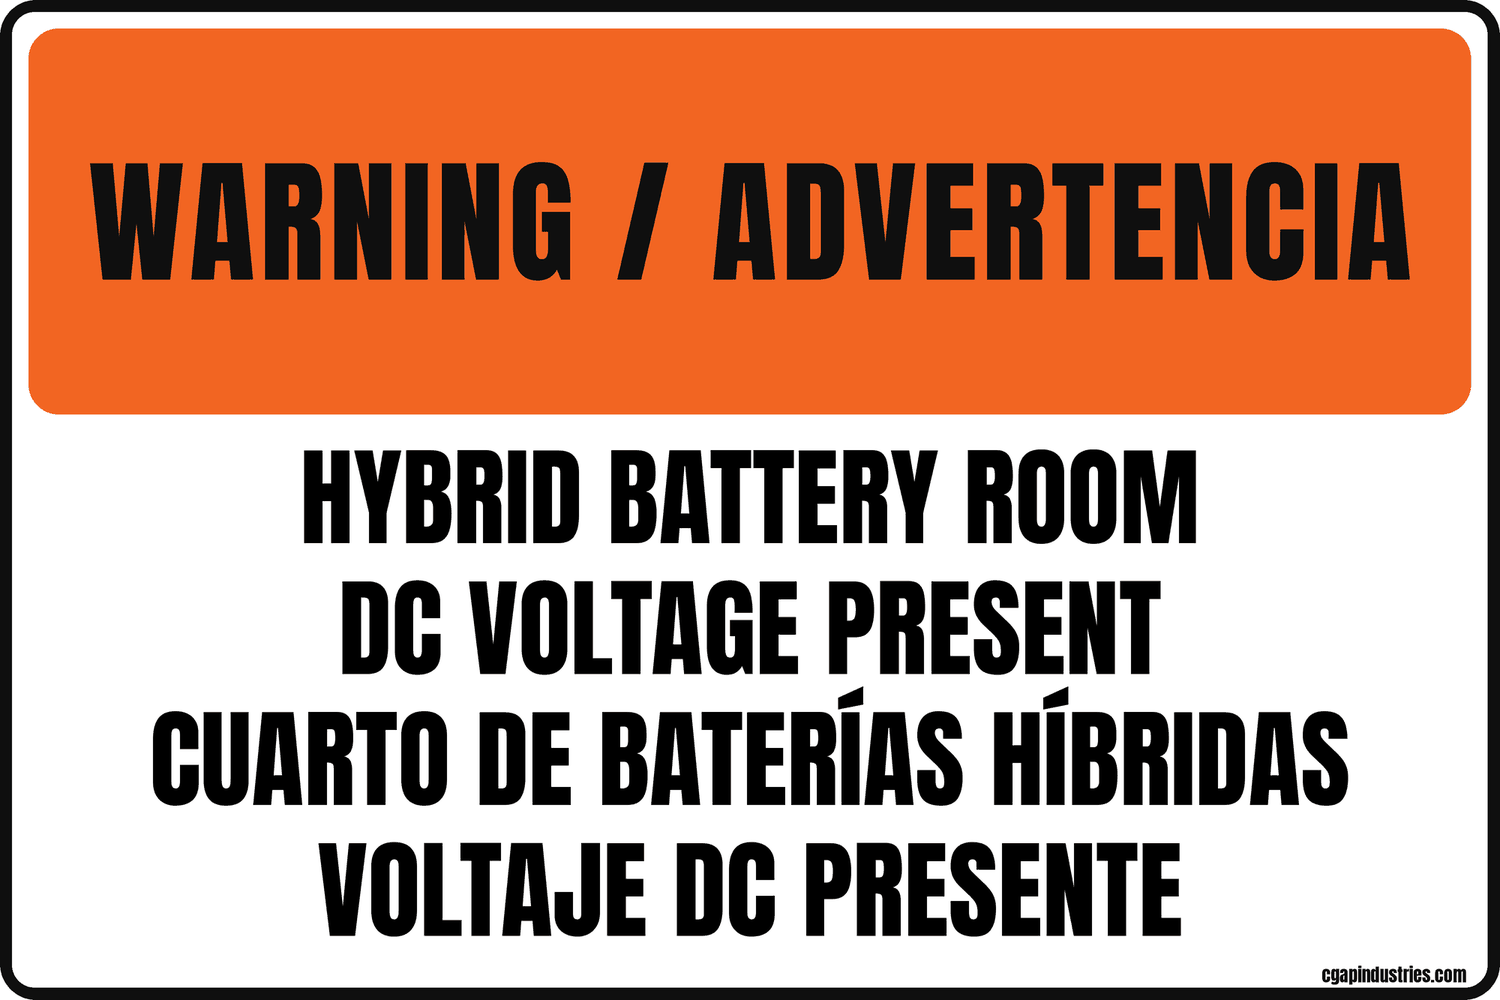 WARNING / ADVERTENCIA
HYBRID BATTERY ROOM
DC VOLTAGE PRESENT
CUARTO DE BATERÍAS HÍBRIDAS
VOLTAJE DC PRESENTE
cgapindustries.com